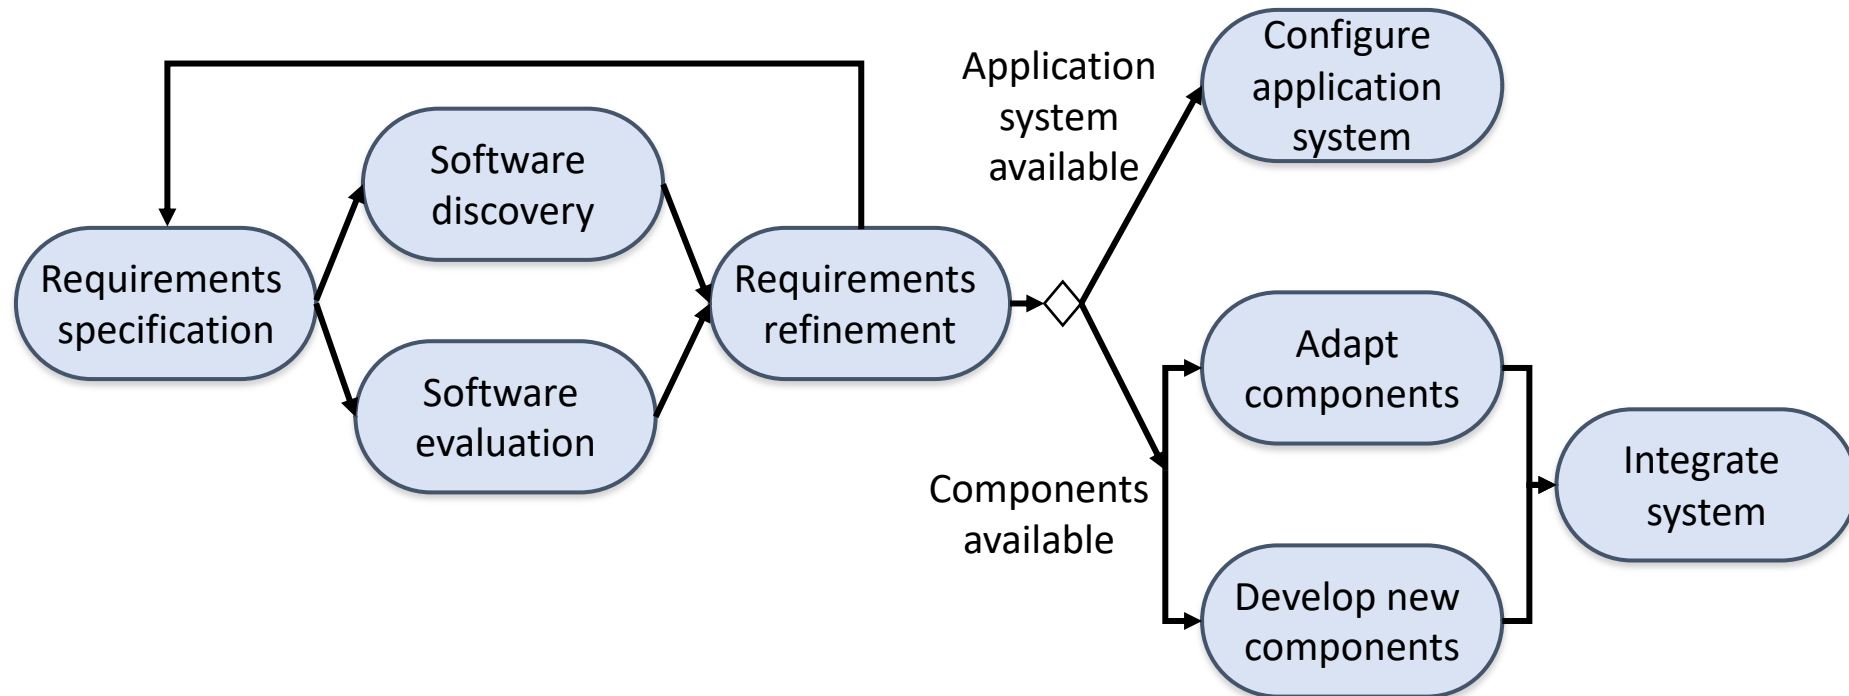 Requirements
specification
Software
discovery
Software
evaluation
Requirements
refinement
Application
system
available
Configure
application
system
Components
available
Adapt
components
Develop new
components
Integrate
system